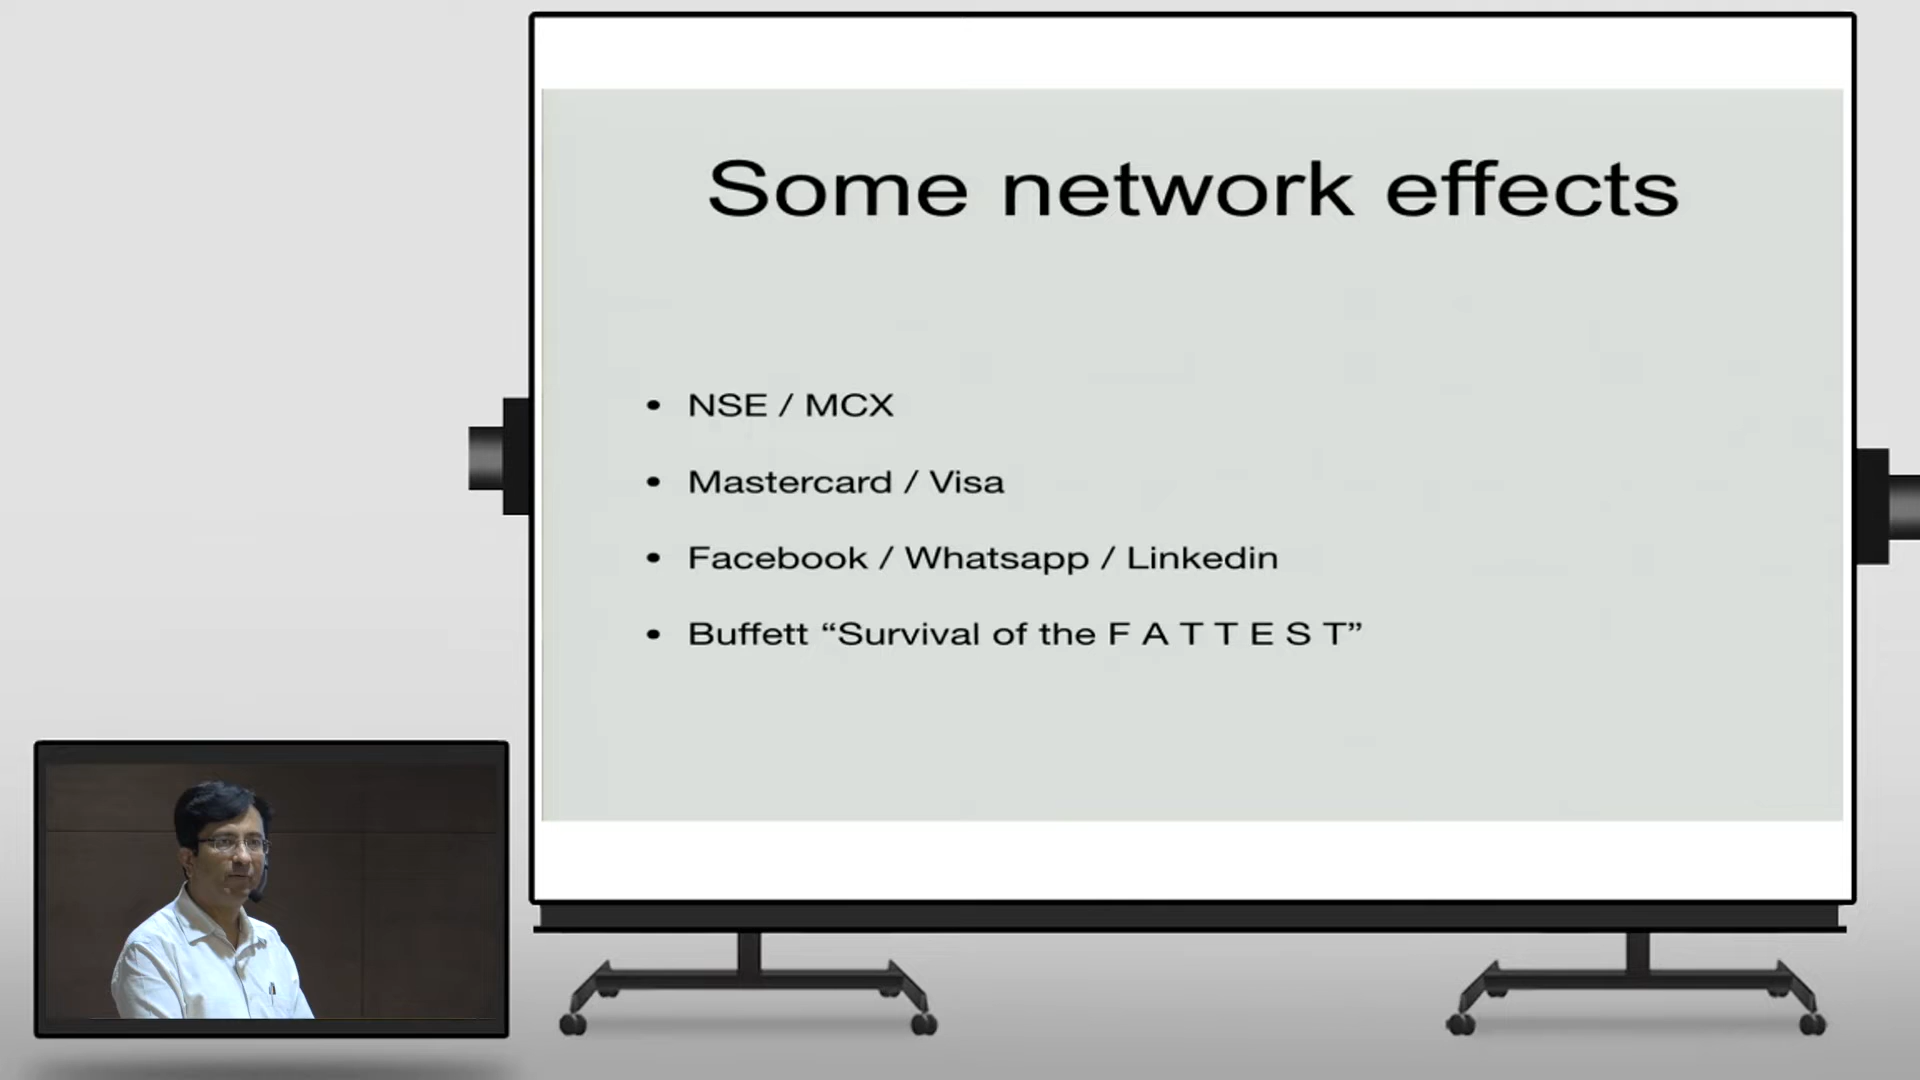 Some network effects
• NSE / MCX
• Mastercard / Visa
• Facebook / Whatsapp / Linkedin
• Buffett “Survival of the F A T T E S T”